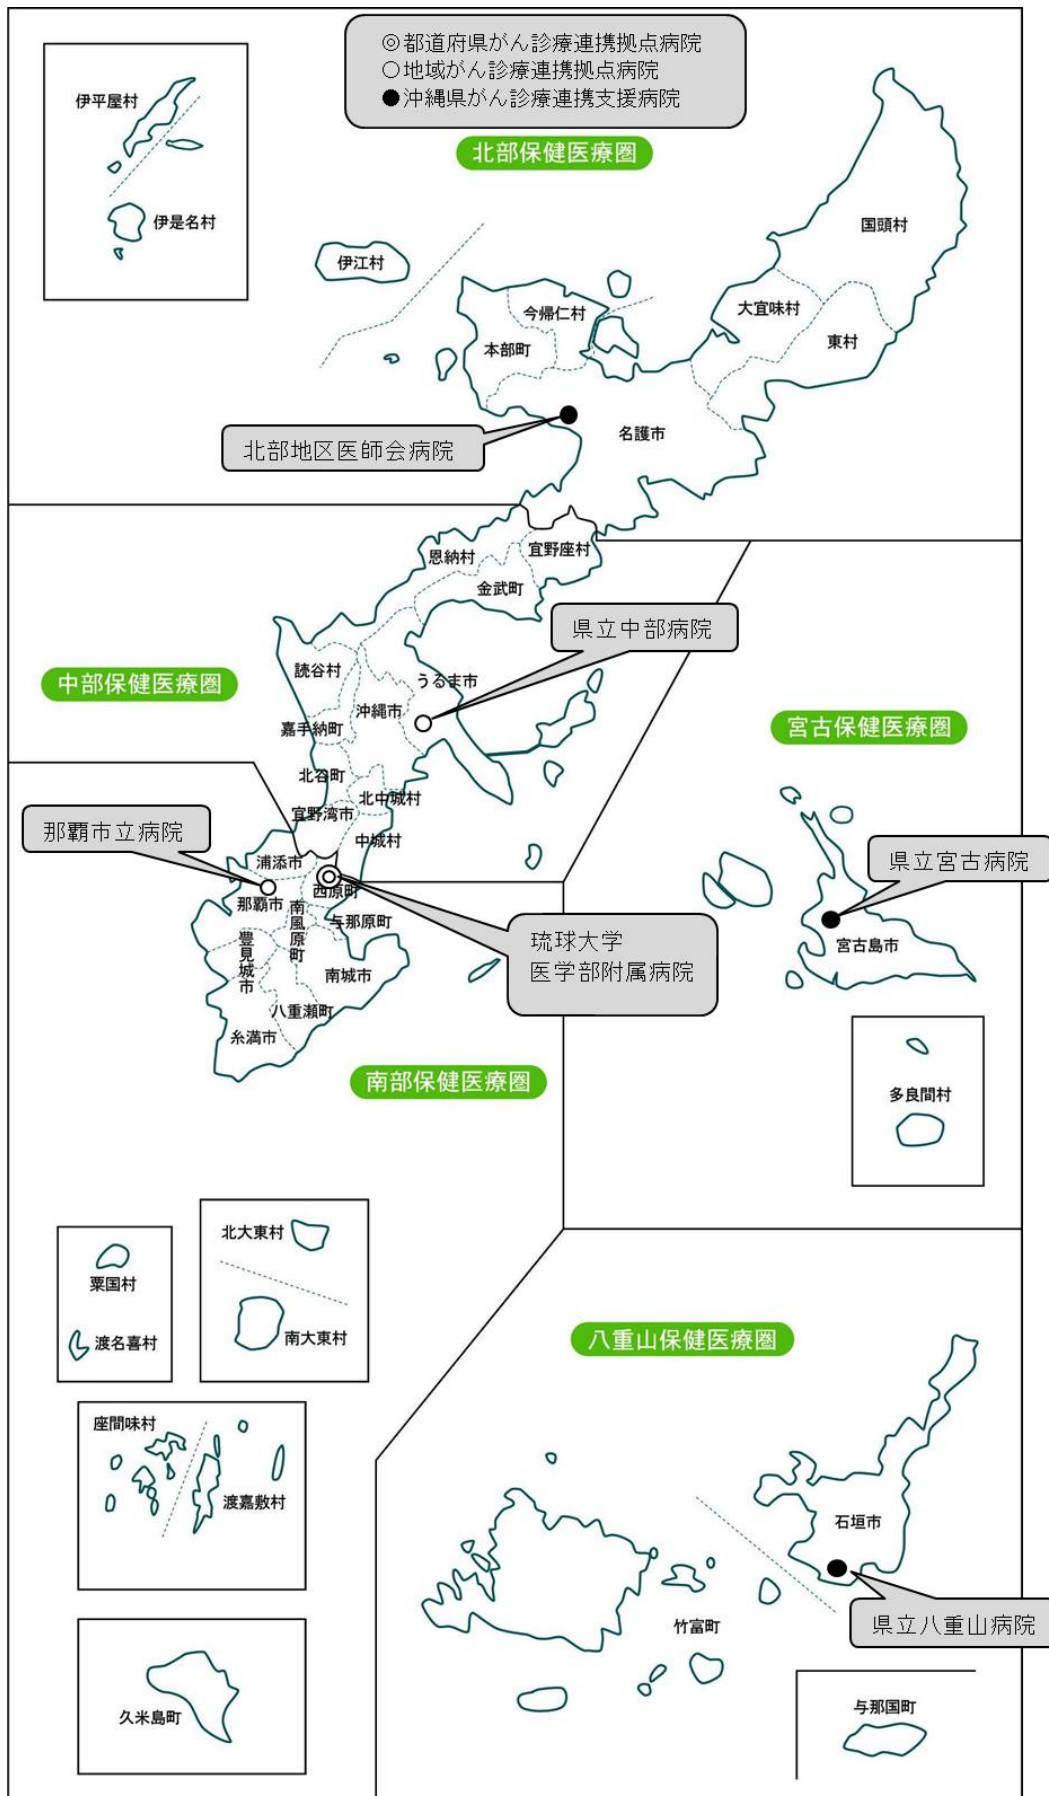 ◎都道府県がん診療連携拠点病院
○地域がん診療連携拠点病院
●沖縄県がん診療連携支援病院
北部保健医療圏
伊平屋村
伊是名村
伊江村
国頭村
今帰仁村
大宜味村
本部町
東村
名護市
北部地区医師会病院
恩納村
宜野座村
金武町
県立中部病院
読谷村
うるま市
中部保健医療圏
沖縄市
嘉手納町
宮古保健医療圏
北谷町
北中城村
宜野湾市
那覇市立病院
中城村
浦添市
県立宮古病院
西原町
那覇市
南風原町
与那原町
豊見城市
琉球大学
医学部附属病院
宮古島市
南城市
八重瀬町
糸満市
南部保健医療圏
多良間村
北大東村
粟国村
渡名喜村
南大東村
八重山保健医療圏
座間味村
渡嘉敷村
石垣市
竹富町
県立八重山病院
久米島町
与那国町